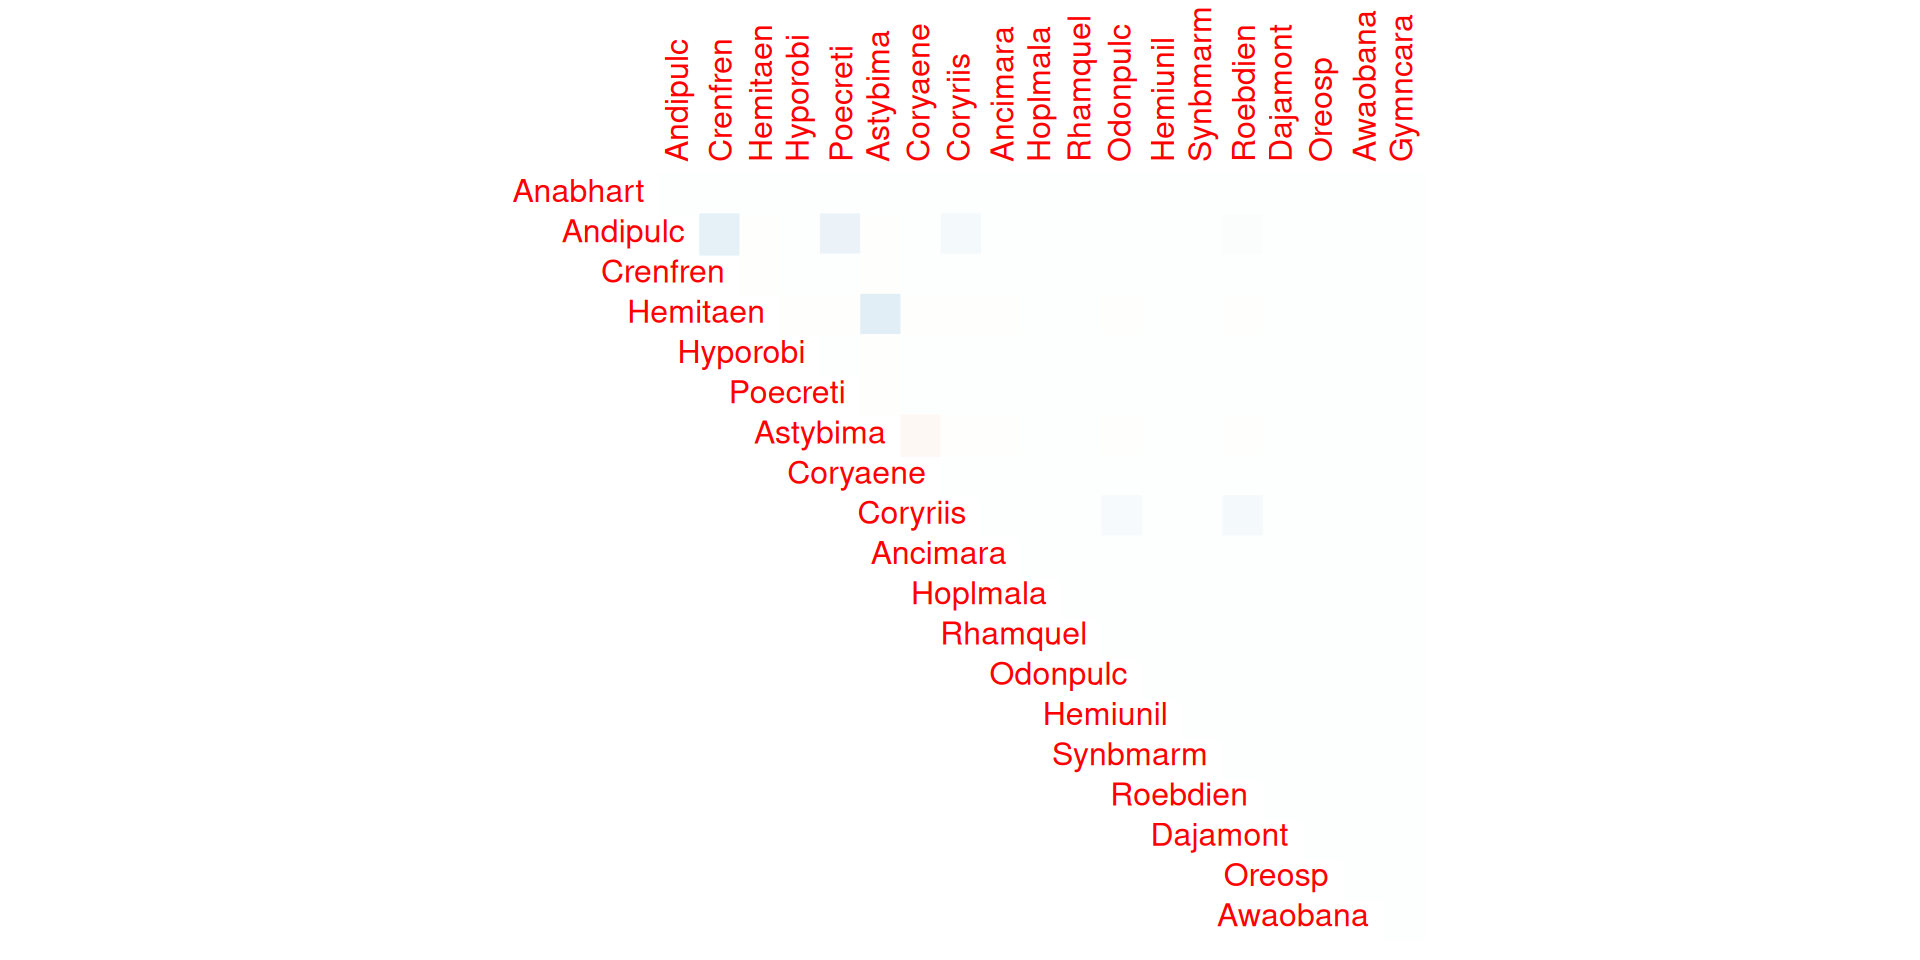 Andipulc
Crenfren
Hemitaen
Hyporobi
Poecreti
Astybima
Coryaene
Coryriis
Ancimara
Hoplmala
Rhamquel
Odonpulc
Hemiunil
Synbmarm
Roebdien
Dajamont
Oreosp
Awaobana
Gymncara
Anabhart
Andipulc
Crenfren
Hemitaen
Hyporobi
Poecreti
Astybima
Coryaene
Coryriis
Ancimara
Hoplmala
Rhamquel
Odonpulc
Hemiunil
Synbmarm
Roebdien
Dajamont
Oreosp
Awaobana